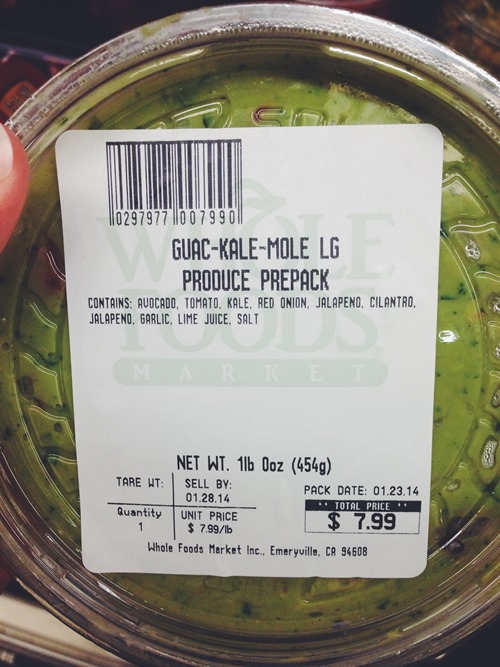 WHOLE
FOODS
MARKET
0297977 007990
GUAC-KALE-MOLE LG
PRODUCE PREPACK
CONTAINS: AVOCADO, TOMATO, KALE, RED ONION, JALAPENO, CILANTRO,
JALAPENO, GARLIC, LIME JUICE, SALT
NET WT. 1lb 0oz (454g)
TARE WT:
SELL BY:
01.28.14
PACK DATE: 01.23.14
Quantity
1
UNIT PRICE
$ 7.99/lb
** TOTAL PRICE **
$ 7.99
Whole Foods Market Inc., Emeryville, CA 94608